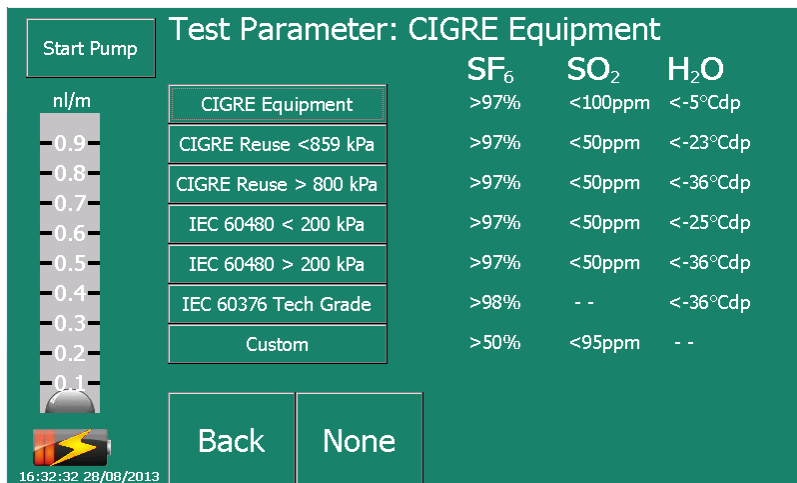 Start Pump
Test Parameter: CIGRE Equipment
SF₆ SO₂ H₂O
nl/m
CIGRE Equipment >97% <100ppm <-5°Cdp
CIGRE Reuse <859 kPa >97% <50ppm <-23°Cdp
CIGRE Reuse > 800 kPa >97% <50ppm <-36°Cdp
IEC 60480 < 200 kPa >97% <50ppm <-25°Cdp
IEC 60480 > 200 kPa >97% <50ppm <-36°Cdp
IEC 60376 Tech Grade >98% - - <-36°Cdp
Custom >50% <95ppm - -
0.9
0.8
0.7
0.6
0.5
0.4
0.3
0.2
0.1
Back None
16:32:32 28/08/2013